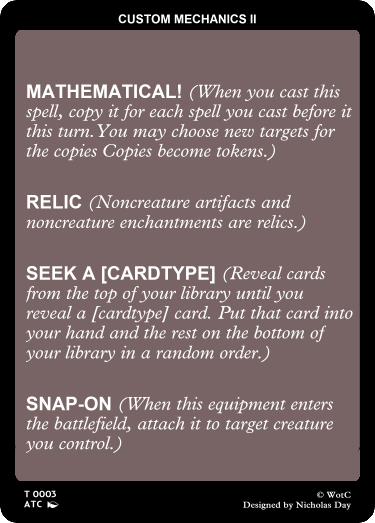 CUSTOM MECHANICS II
MATHEMATICAL! (When you cast this
spell, copy it for each spell you cast before it
this turn. You may choose new targets for
the copies Copies become tokens.)
RELIC (Noncreature artifacts and
noncreature enchantments are relics.)
SEEK A [CARDTYPE] (Reveal cards
from the top of your library until you
reveal a [cardtype] card. Put that card into
your hand and the rest on the bottom of
your library in a random order.)
SNAP-ON (When this equipment enters
the battlefield, attach it to target creature
you control.)
T 0003
ATC
© WotC
Designed by Nicholas Day